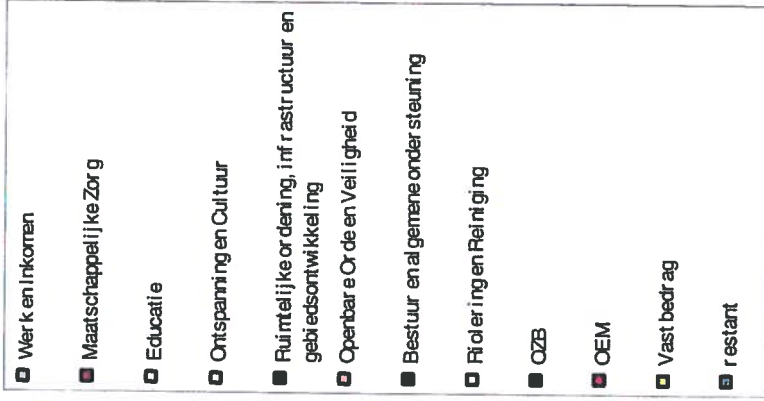 Werk en Inkomen
Maatschappelijke Zorg
Educatie
Ontspanning en Cultuur
Ruimtelijke ordening, infrastructuur en
gebiedsontwikkeling
Openbare Orde en Veiligheid
Bestuur en algemene ondersteuning
Riolering en Reiniging
OZB
OEM
Vast bedrag
restant